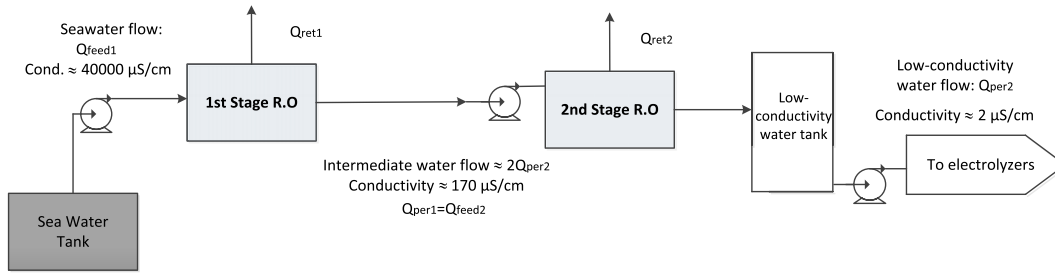 Seawater flow:
Qfeed1
Cond. ≈ 40000 µS/cm
Qret1
1st Stage R.O
Sea Water
Tank
Intermediate water flow ≈ 2Qper2
Conductivity ≈ 170 µS/cm
Qper1=Qfeed2
Qret2
2nd Stage R.O
Low-
conductivity
water tank
Low-conductivity
water flow: Qper2
Conductivity ≈ 2 µS/cm
To electrolyzers